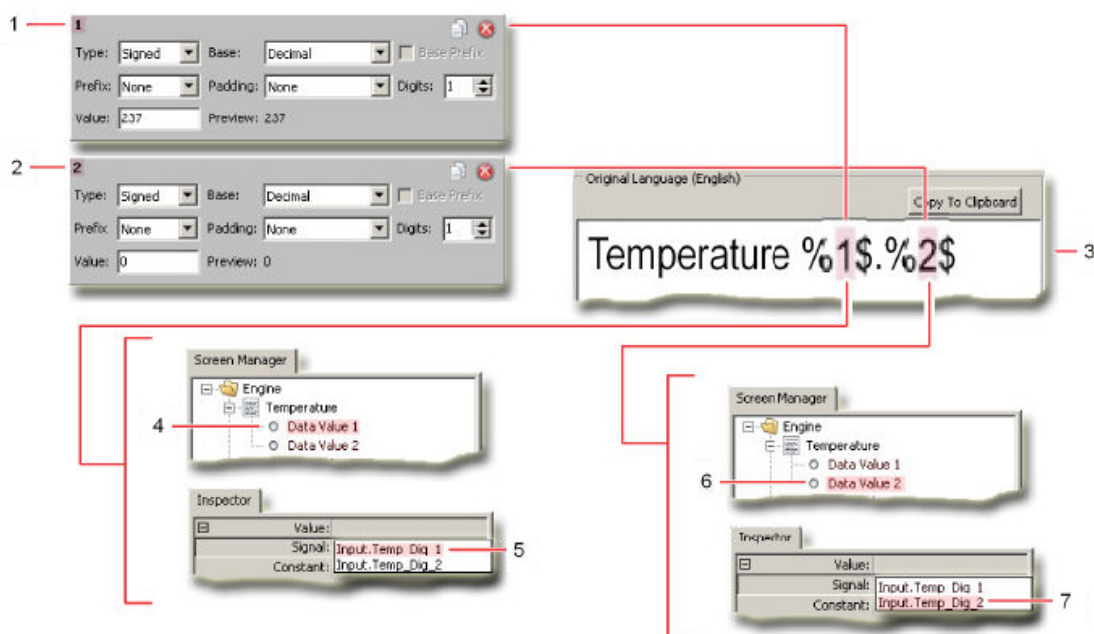 1
1
Type: Signed Base: Decimal Base Prefix
Prefix: None Padding: None Digits: 1
Value: 237 Preview: 237
2
2
Type: Signed Base: Decimal Base Prefix
Prefix None Padding: None Digits: 1
Value: 0 Preview: 0
Original Language (English)
Copy To Clipboard
Temperature %1$.%2$
3
Screen Manager
Engine
Temperature
4
Data Value 1
Data Value 2
Inspector
Value:
Signal: Input.Temp_Dig_1
5
Constant: Input.Temp_Dig_2
Screen Manager
Engine
Temperature
Data Value 1
6
Data Value 2
Inspector
Value:
Signal: Input.Temp_Dig_1
Constant: Input.Temp_Dig_2
7